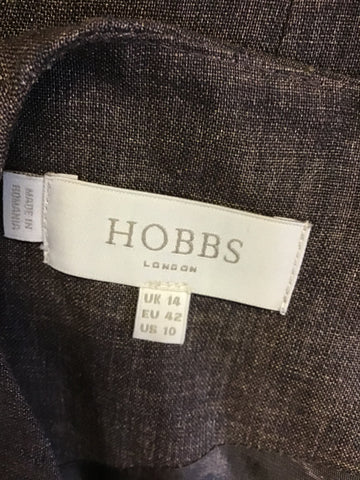 HOBBS
LONDON
UK 14
EU 42
US 10
MADE IN
ROMANIA